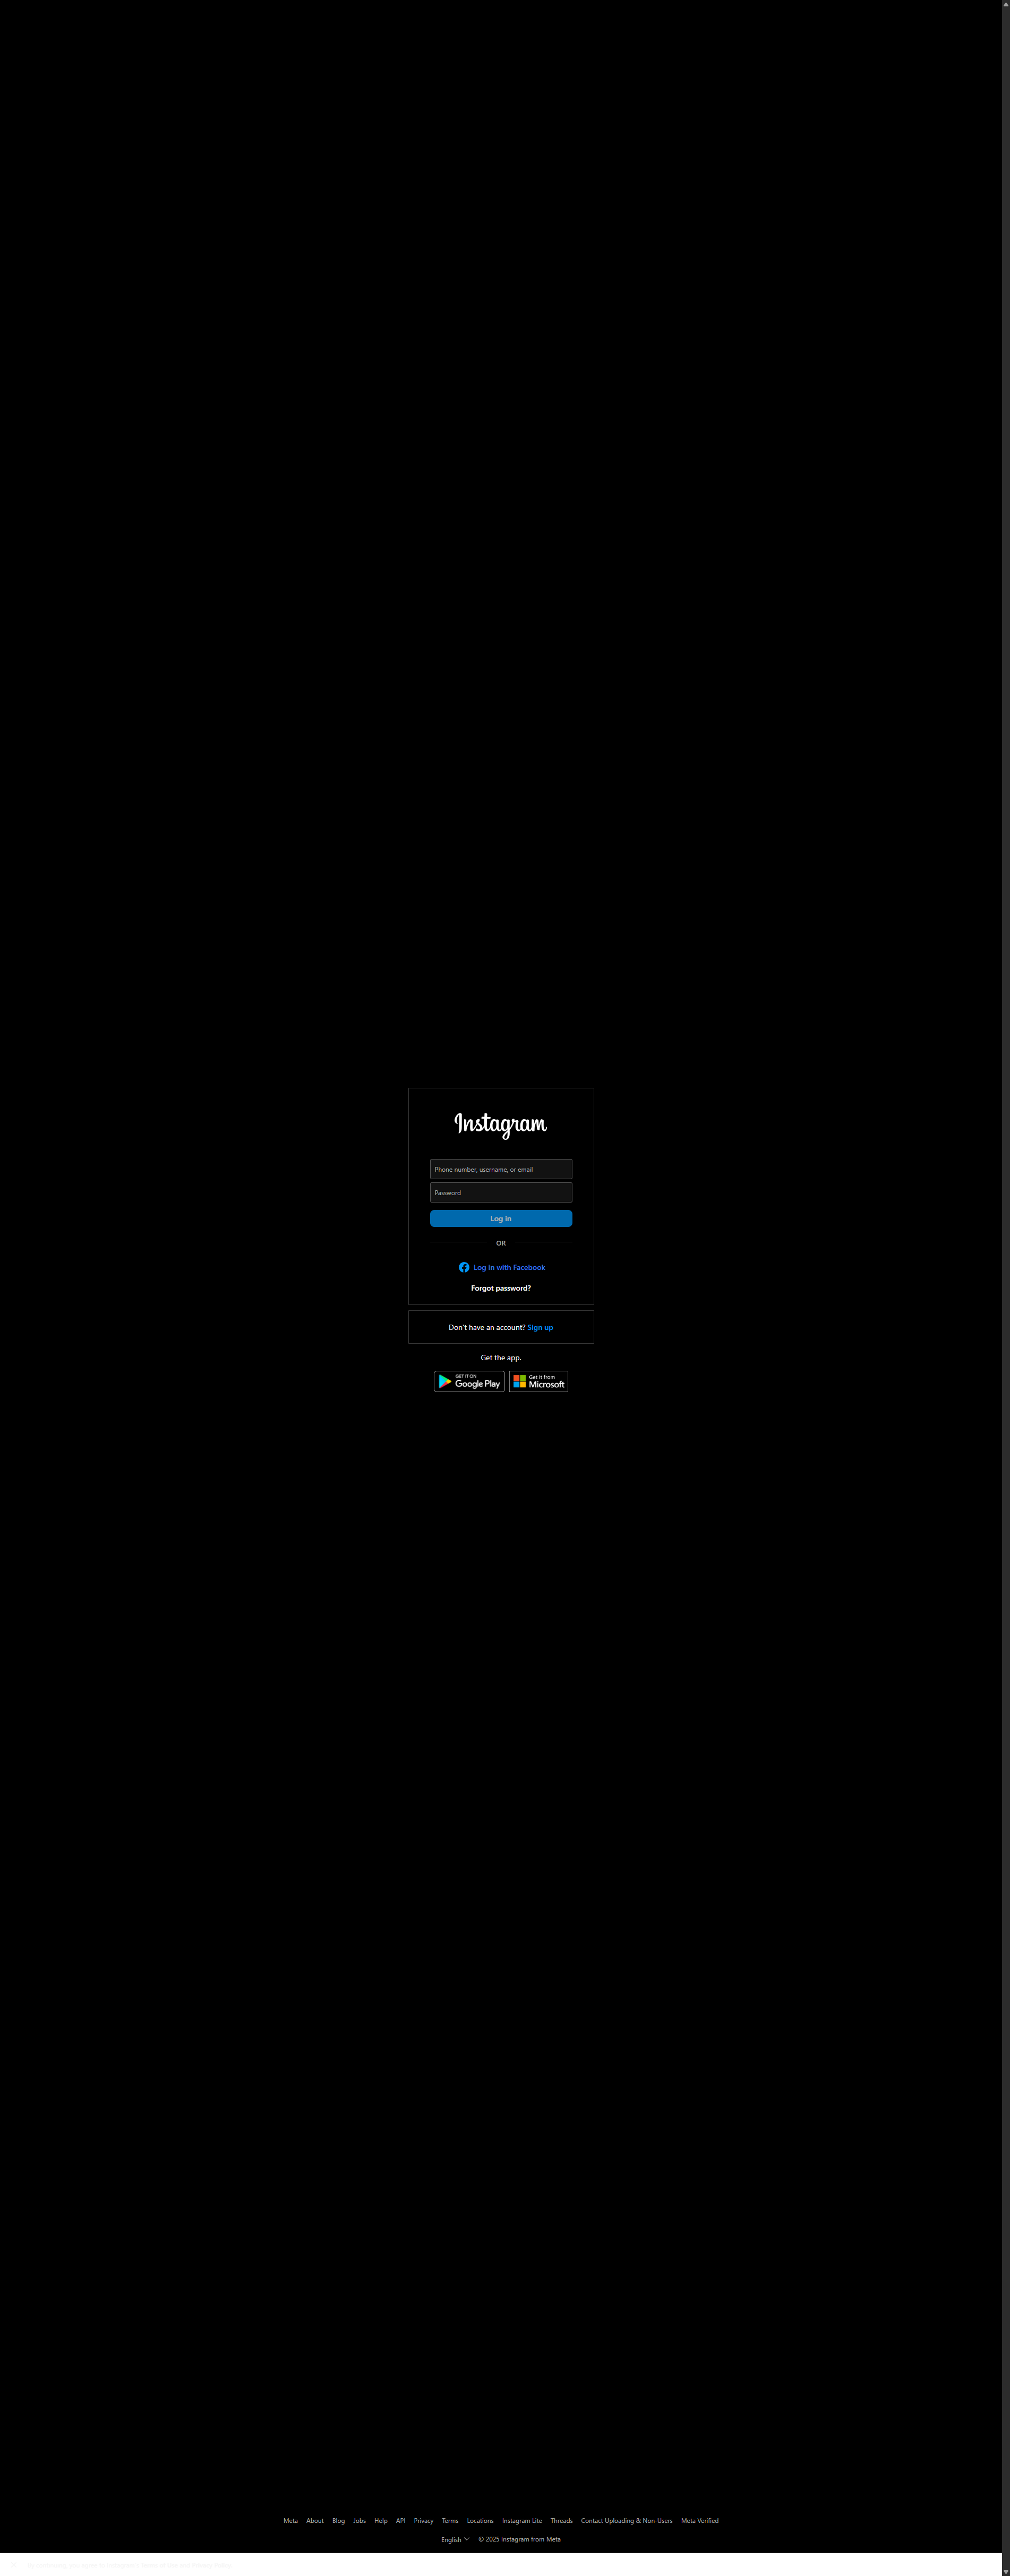 Instagram
Phone number, username, or email
Password
Log in
OR
Log in with Facebook
Forgot password?
Don't have an account? Sign up
Get the app.
GET IT ON
Google Play
Get it from
Microsoft
Meta About Blog Jobs Help API Privacy Terms Locations Instagram Lite Threads Contact Uploading & Non-Users Meta Verified
English © 2025 Instagram from Meta